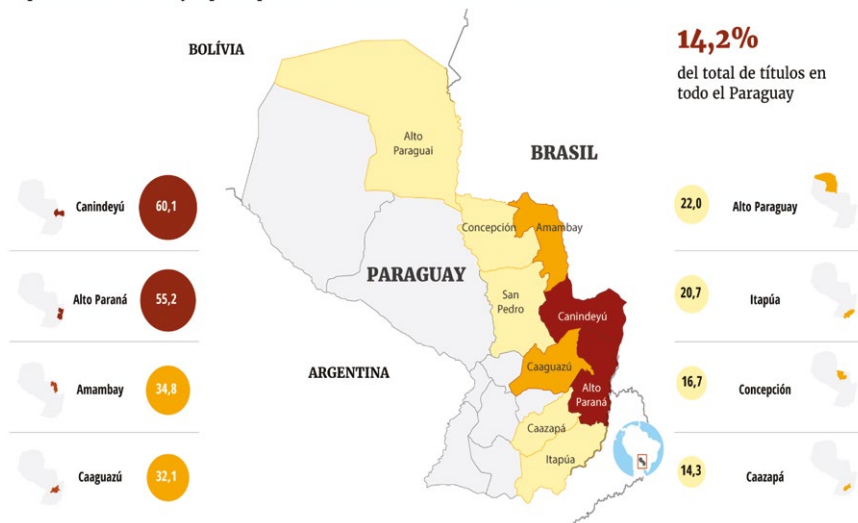 BOLÍVIA
14,2%
del total de títulos en
todo el Paraguay
Alto
Paraguai
BRASIL
Canindeyú
60,1
Concepción
Amambay
22,0
Alto Paraguay
PARAGUAY
Alto Paraná
55,2
San
Pedro
Canindeyú
20,7
Itapúa
ARGENTINA
Caaguazú
Amambay
34,8
Alto
Paraná
16,7
Concepción
Caazapá
Itapúa
Caaguazú
32,1
14,3
Caazapá